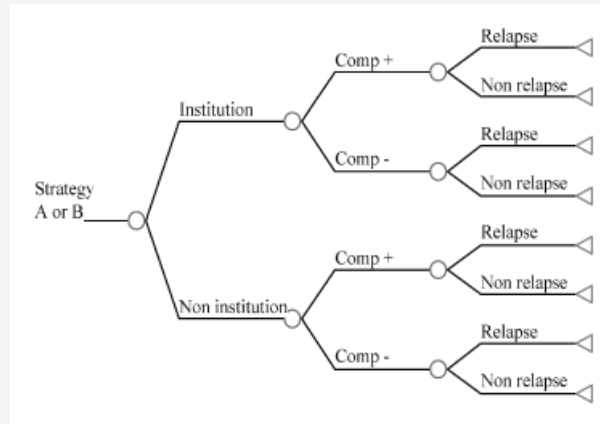 Relapse
Comp +
Non relapse
Institution
Relapse
Comp -
Non relapse
Strategy
A or B
Relapse
Comp +
Non relapse
Non institution
Relapse
Comp -
Non relapse